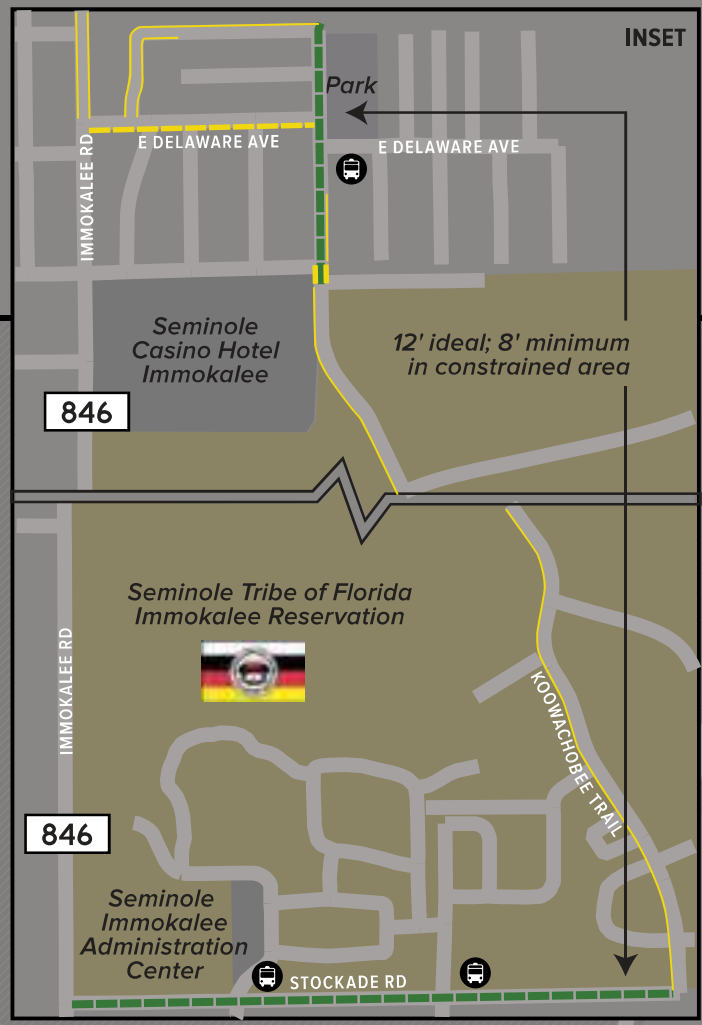 INSET
Park
E DELAWARE AVE
E DELAWARE AVE
IMMOKALEE RD
Seminole
Casino Hotel
Immokalee
12' ideal; 8' minimum
in constrained area
846
Seminole Tribe of Florida
Immokalee Reservation
IMMOKALEE RD
KOOWACHOBEE TRAIL
846
Seminole
Immokalee
Administration
Center
STOCKADE RD